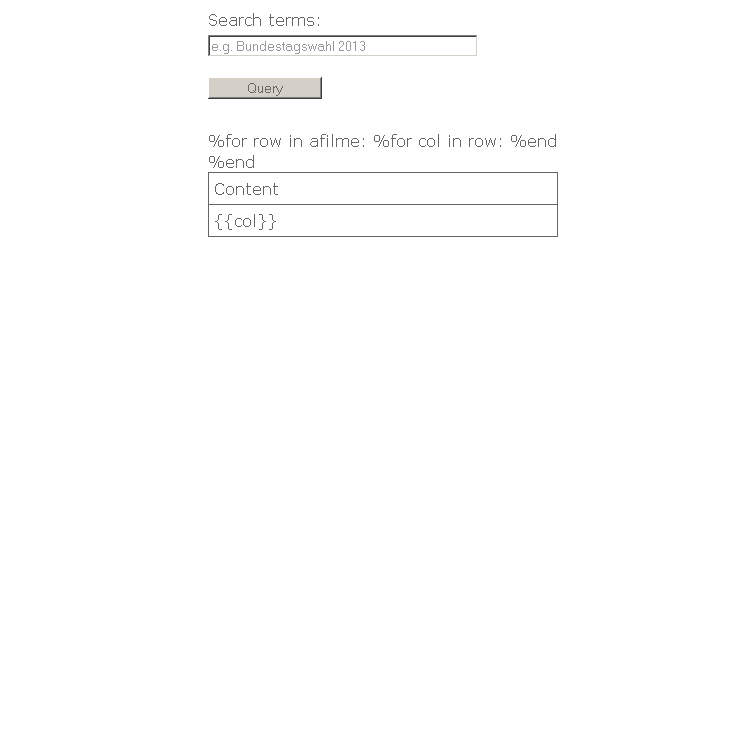 Search terms:
e.g. Bundestagswahl 2013
Query
%for row in afilme: %for col in row: %end
%end
Content
{{col}}